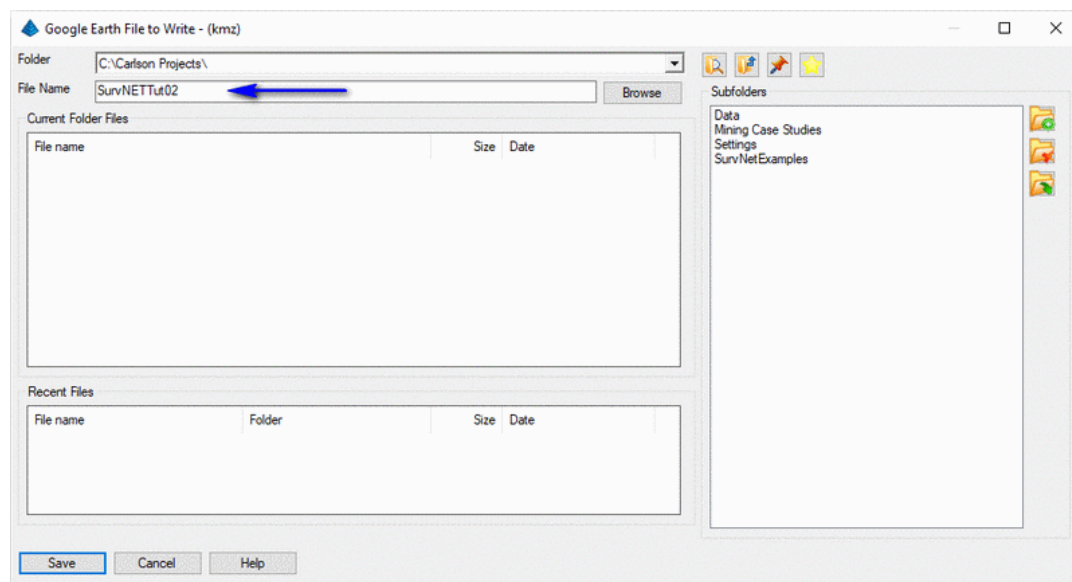 Google Earth File to Write - (kmz)
Folder
C:\Carlson Projects\
File Name
SurvNETTut02
Browse
Current Folder Files
File name Size Date
Recent Files
File name Folder Size Date
Subfolders
Data
Mining Case Studies
Settings
SurvNetExamples
Save Cancel Help